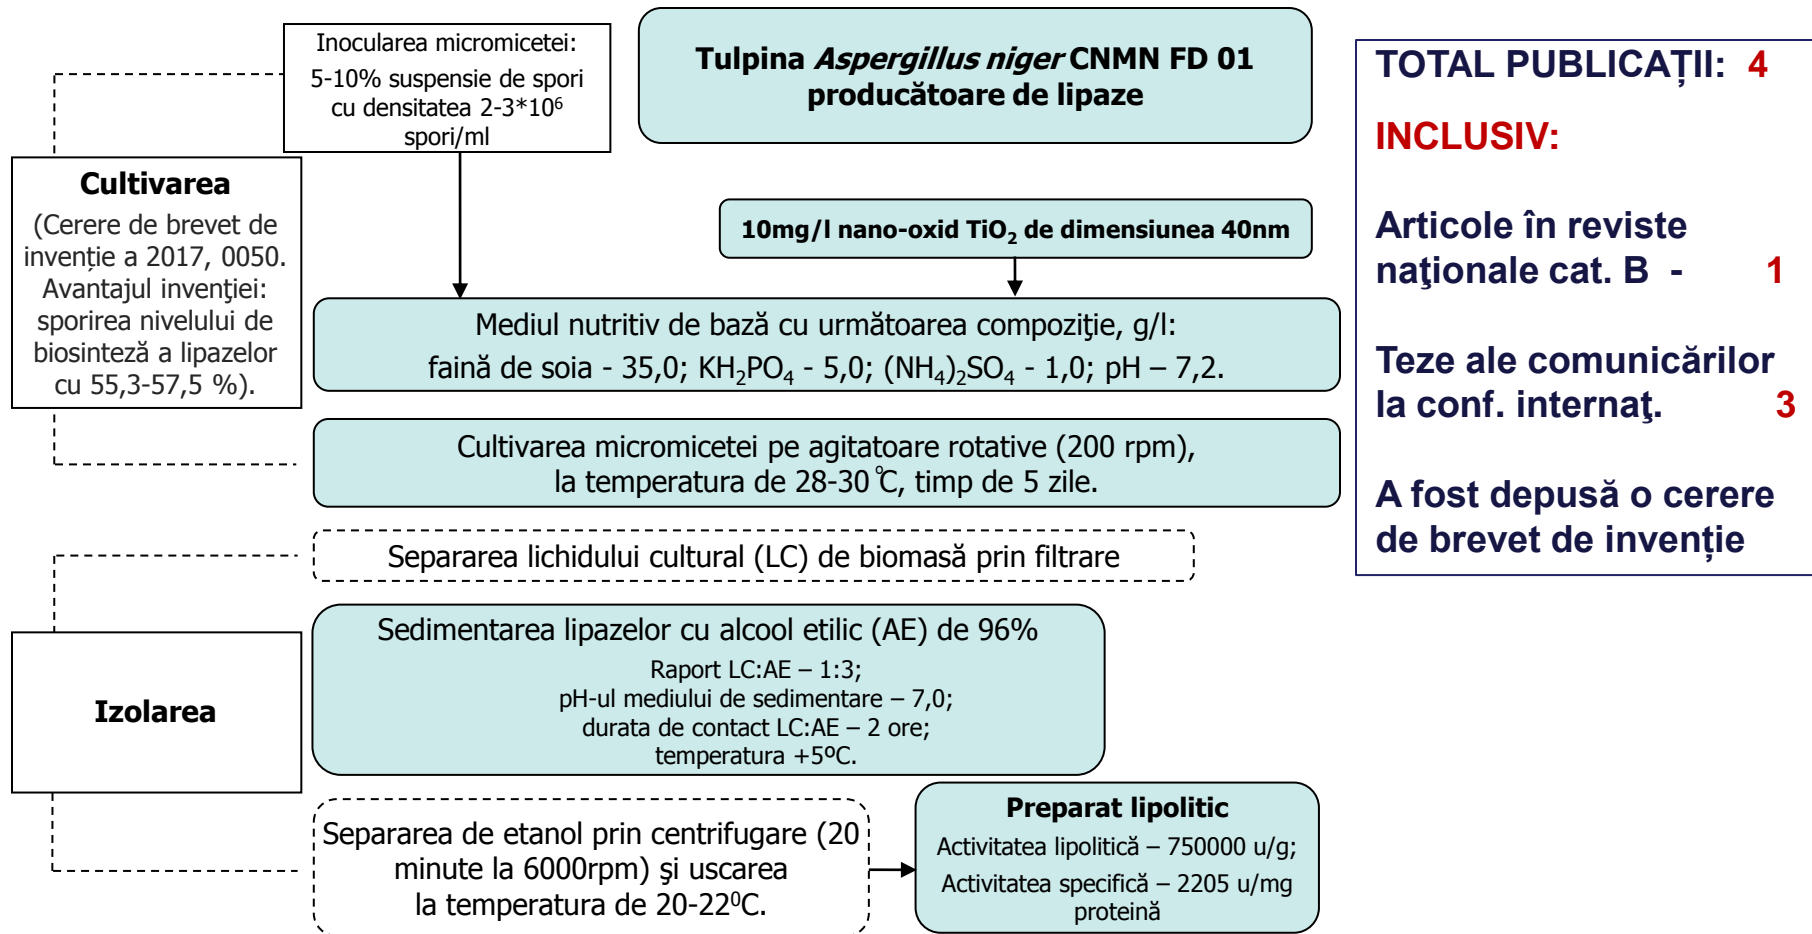 Inocularea micromicetei:
5-10% suspensie de spori
cu densitatea 2-3*10⁶
spori/ml
Tulpina Aspergillus niger CNMN FD 01
producătoare de lipaze
Cultivarea
(Cerere de brevet de
invenție a 2017, 0050.
Avantajul invenţiei:
sporirea nivelului de
biosinteză a lipazelor
cu 55,3-57,5 %).
10mg/l nano-oxid TiO₂ de dimensiunea 40nm
Mediul nutritiv de bază cu următoarea compoziţie, g/l:
faină de soia - 35,0; KH₂PO₄ - 5,0; (NH₄)₂SO₄ - 1,0; pH – 7,2.
Cultivarea micromicetei pe agitatoare rotative (200 rpm),
la temperatura de 28-30 °C, timp de 5 zile.
Separarea lichidului cultural (LC) de biomasă prin filtrare
Izolarea
Sedimentarea lipazelor cu alcool etilic (AE) de 96%
Raport LC:AE – 1:3;
pH-ul mediului de sedimentare – 7,0;
durata de contact LC:AE – 2 ore;
temperatura +5ºC.
Separarea de etanol prin centrifugare (20
minute la 6000rpm) şi uscarea
la temperatura de 20-22⁰C.
Preparat lipolitic
Activitatea lipolitică – 750000 u/g;
Activitatea specifică – 2205 u/mg
proteină
TOTAL PUBLICAȚII: 4
INCLUSIV:
Articole în reviste
naţionale cat. B - 1
Teze ale comunicărilor
la conf. internaţ. 3
A fost depusă o cerere
de brevet de invenție